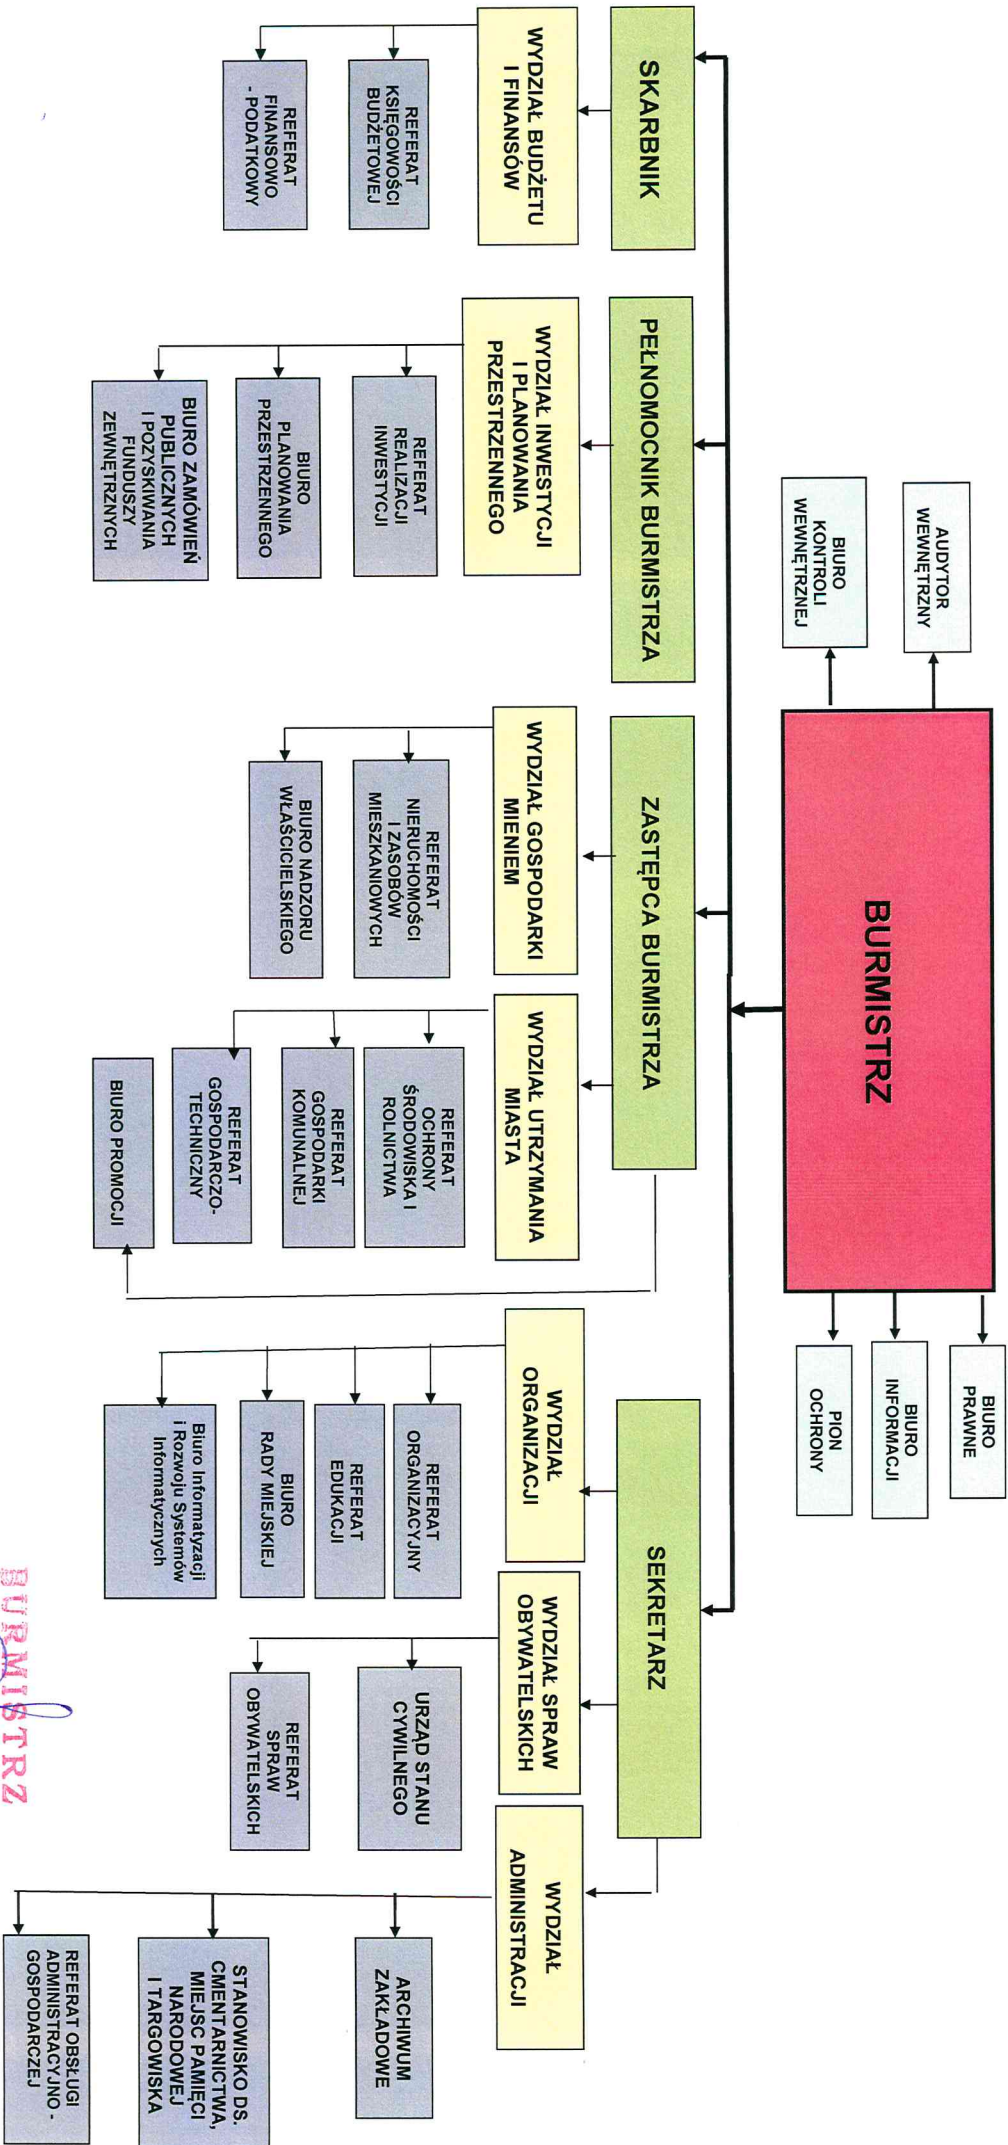 BURMISTRZ
AUDYTOR
WEWNĘTRZNY
BIURO
KONTROLI
WEWNĘTRZNEJ
BIURO
PRAWNE
BIURO
INFORMACJI
PION
OCHRONY
SKARBNIK
PEŁNOMOCNIK BURMISTRZA
ZASTĘPCA BURMISTRZA
SEKRETARZ
WYDZIAŁ BUDŻETU
I FINANSÓW
REFERAT
KSIĘGOWOŚCI
BUDŻETOWEJ
REFERAT
FINANSOWO
- PODATKOWY
WYDZIAŁ INWESTYCJI
I PLANOWANIA
PRZESTRZENNEGO
REFERAT
REALIZACJI
INWESTYCJI
BIURO
PLANOWANIA
PRZESTRZENNEGO
BIURO ZAMÓWIEŃ
PUBLICZNYCH
I POZYSKIWANIA
FUNDUSZY
ZEWNĘTRZNYCH
WYDZIAŁ GOSPODARKI
MIENIEM
REFERAT
NIERUCHOMOŚCI
I ZASOBÓW
MIESZKANIOWYCH
BIURO NADZORU
WŁAŚCICIELSKIEGO
WYDZIAŁ UTRZYMANIA
MIASTA
REFERAT
OCHRONY
ŚRODOWISKA I
ROLNICTWA
REFERAT
GOSPODARKI
KOMUNALNEJ
REFERAT
GOSPODARCZO-
TECHNICZNY
BIURO PROMOCJI
WYDZIAŁ
ORGANIZACJI
REFERAT
ORGANIZACYJNY
REFERAT
EDUKACJI
BIURO
RADY MIEJSKIEJ
Biuro Informatyzacji
i Rozwoju Systemów
Informatycznych
WYDZIAŁ SPRAW
OBYWATELSKICH
URZĄD STANU
CYWILNEGO
REFERAT
SPRAW
OBYWATELSKICH
WYDZIAŁ
ADMINISTRACJI
ARCHIWUM
ZAKŁADOWE
STANOWISKO DS.
CMENTARNICTWA,
MIEJSC PAMIĘCI
NARODOWEJ
I TARGOWISKA
REFERAT OBSŁUGI
ADMINISTRACYJNO -
GOSPODARCZEJ
BURMISTRZ